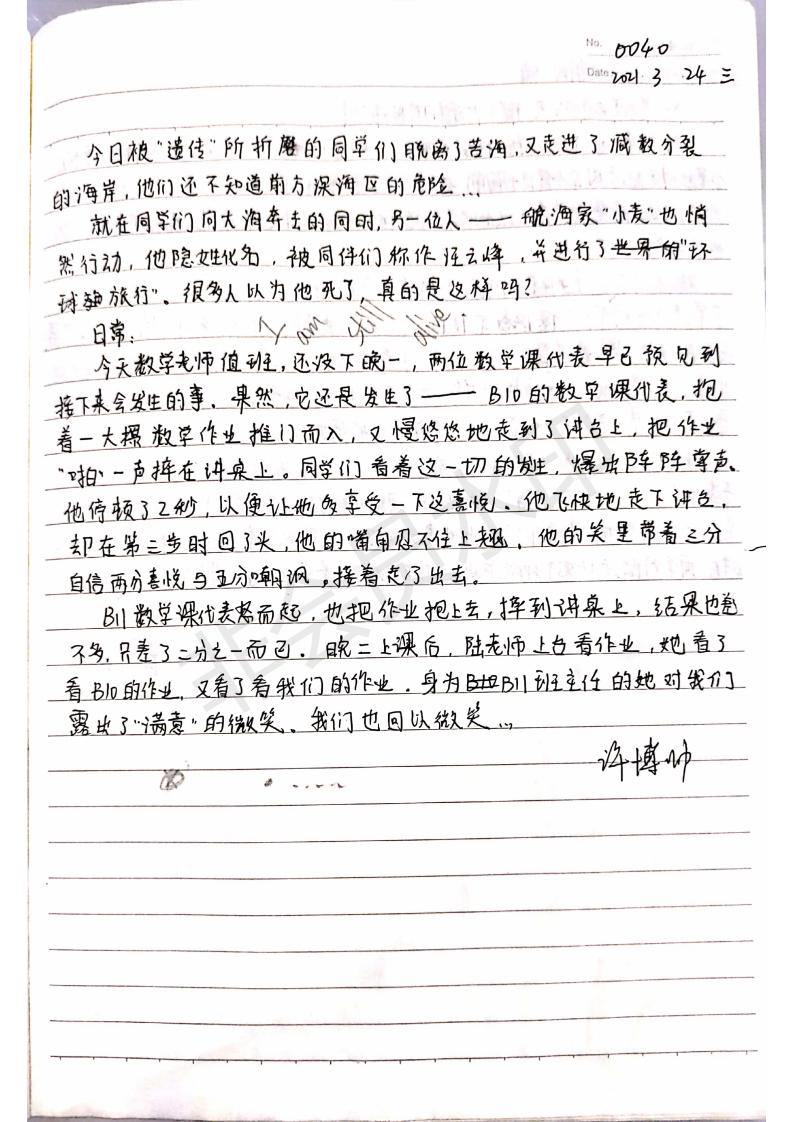 No. 0040
Date 2021 3 24 三
今日被"遗传"所折磨的同学们脱离了苦海,又走进了减数分裂
的海岸,他们还不知道前方深海区的危险...
就在同学们向大海奔去的同时,另一位人——航海家"小麦"也悄
然行动,他隐姓化名,被同伴们称作汪云峰,并进行了世界的"环
球旅行"。很多人以为他死了,真的是这样吗?
I am still alive.
日常:
今天数学老师值班,还没下晚一,两位数学课代表早已预见到
接下来会发生的事。果然,它还是发生了——B10的数学课代表,抱
着一大摞数学作业推门而入,又慢悠悠地走到了讲台上,把作业
"啪"一声摔在讲桌上。同学们看着这一切的发生,爆出阵阵掌声。
他停顿了2秒,以便让他多享受一下这喜悦。他飞快地走下讲台,
却在第三步时回了头,他的嘴角忍不住上翘,他的笑里带着三分
自信两分喜悦与五分嘲讽。接着走了出去。
B11数学课代表怒而起,也把作业抱上去,摔到讲桌上,结果也差
不多,只差了二分之一而已。晚二上课后,陆老师上台看作业,她看了
看B10的作业,又看了看我们的作业。身为B11班主任的她对我们
露出了"满意"的微笑、我们也回以微笑...
许博帅
非会员水印